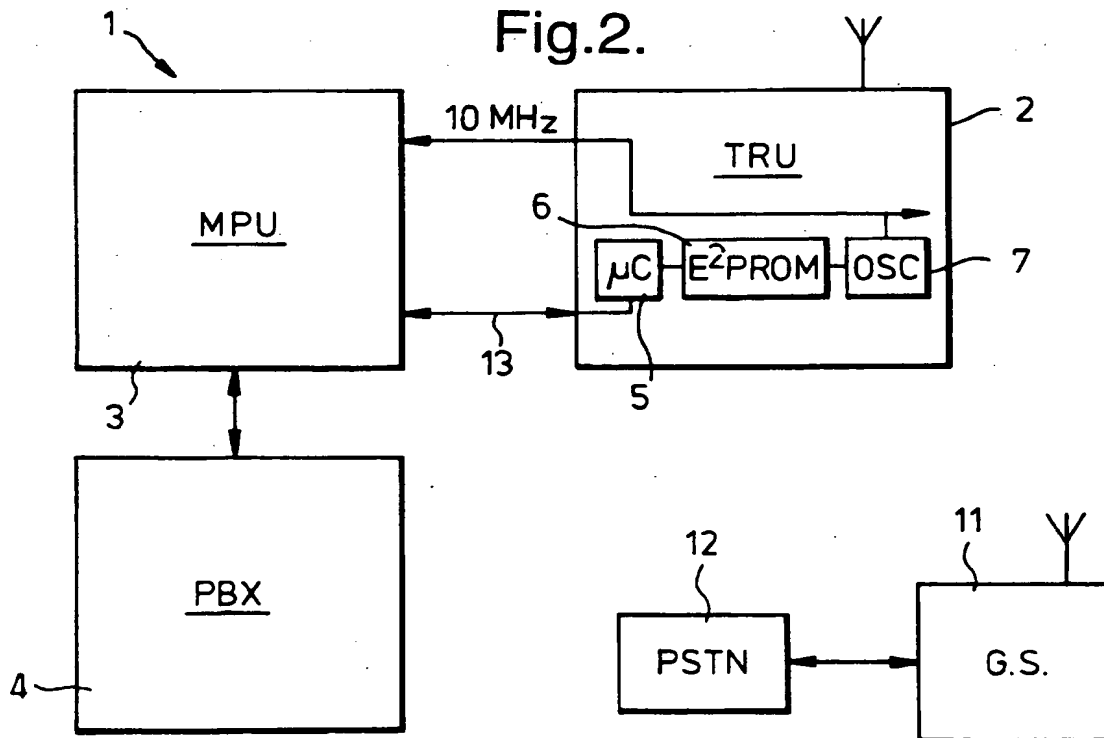 Fig.2.
1
10 MHz
2
TRU
MPU
6
µC
E²PROM
OSC
7
13
5
3
PBX
4
12
11
PSTN
G.S.